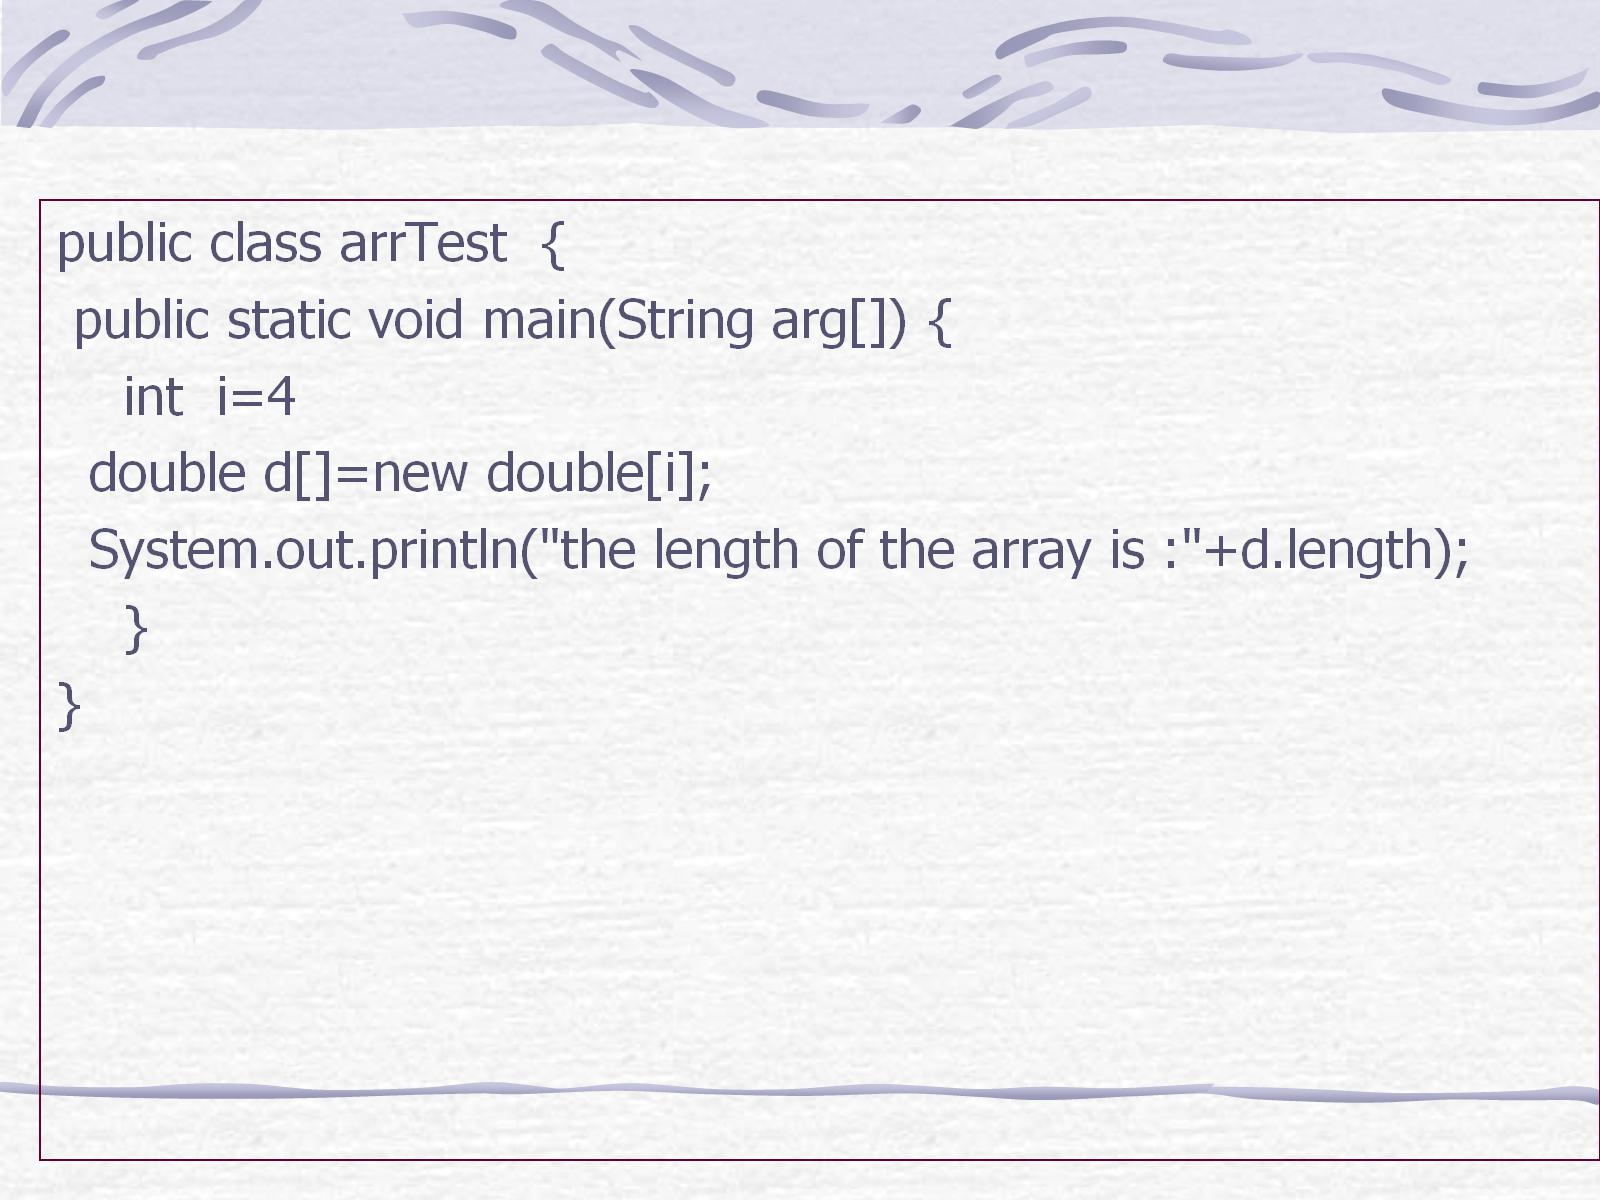 public class arrTest  {
 public static void main(String arg[]) {
    int  i=4
  double d[]=new double[i];
  System.out.println("the length of the array is :"+d.length);
    }
}